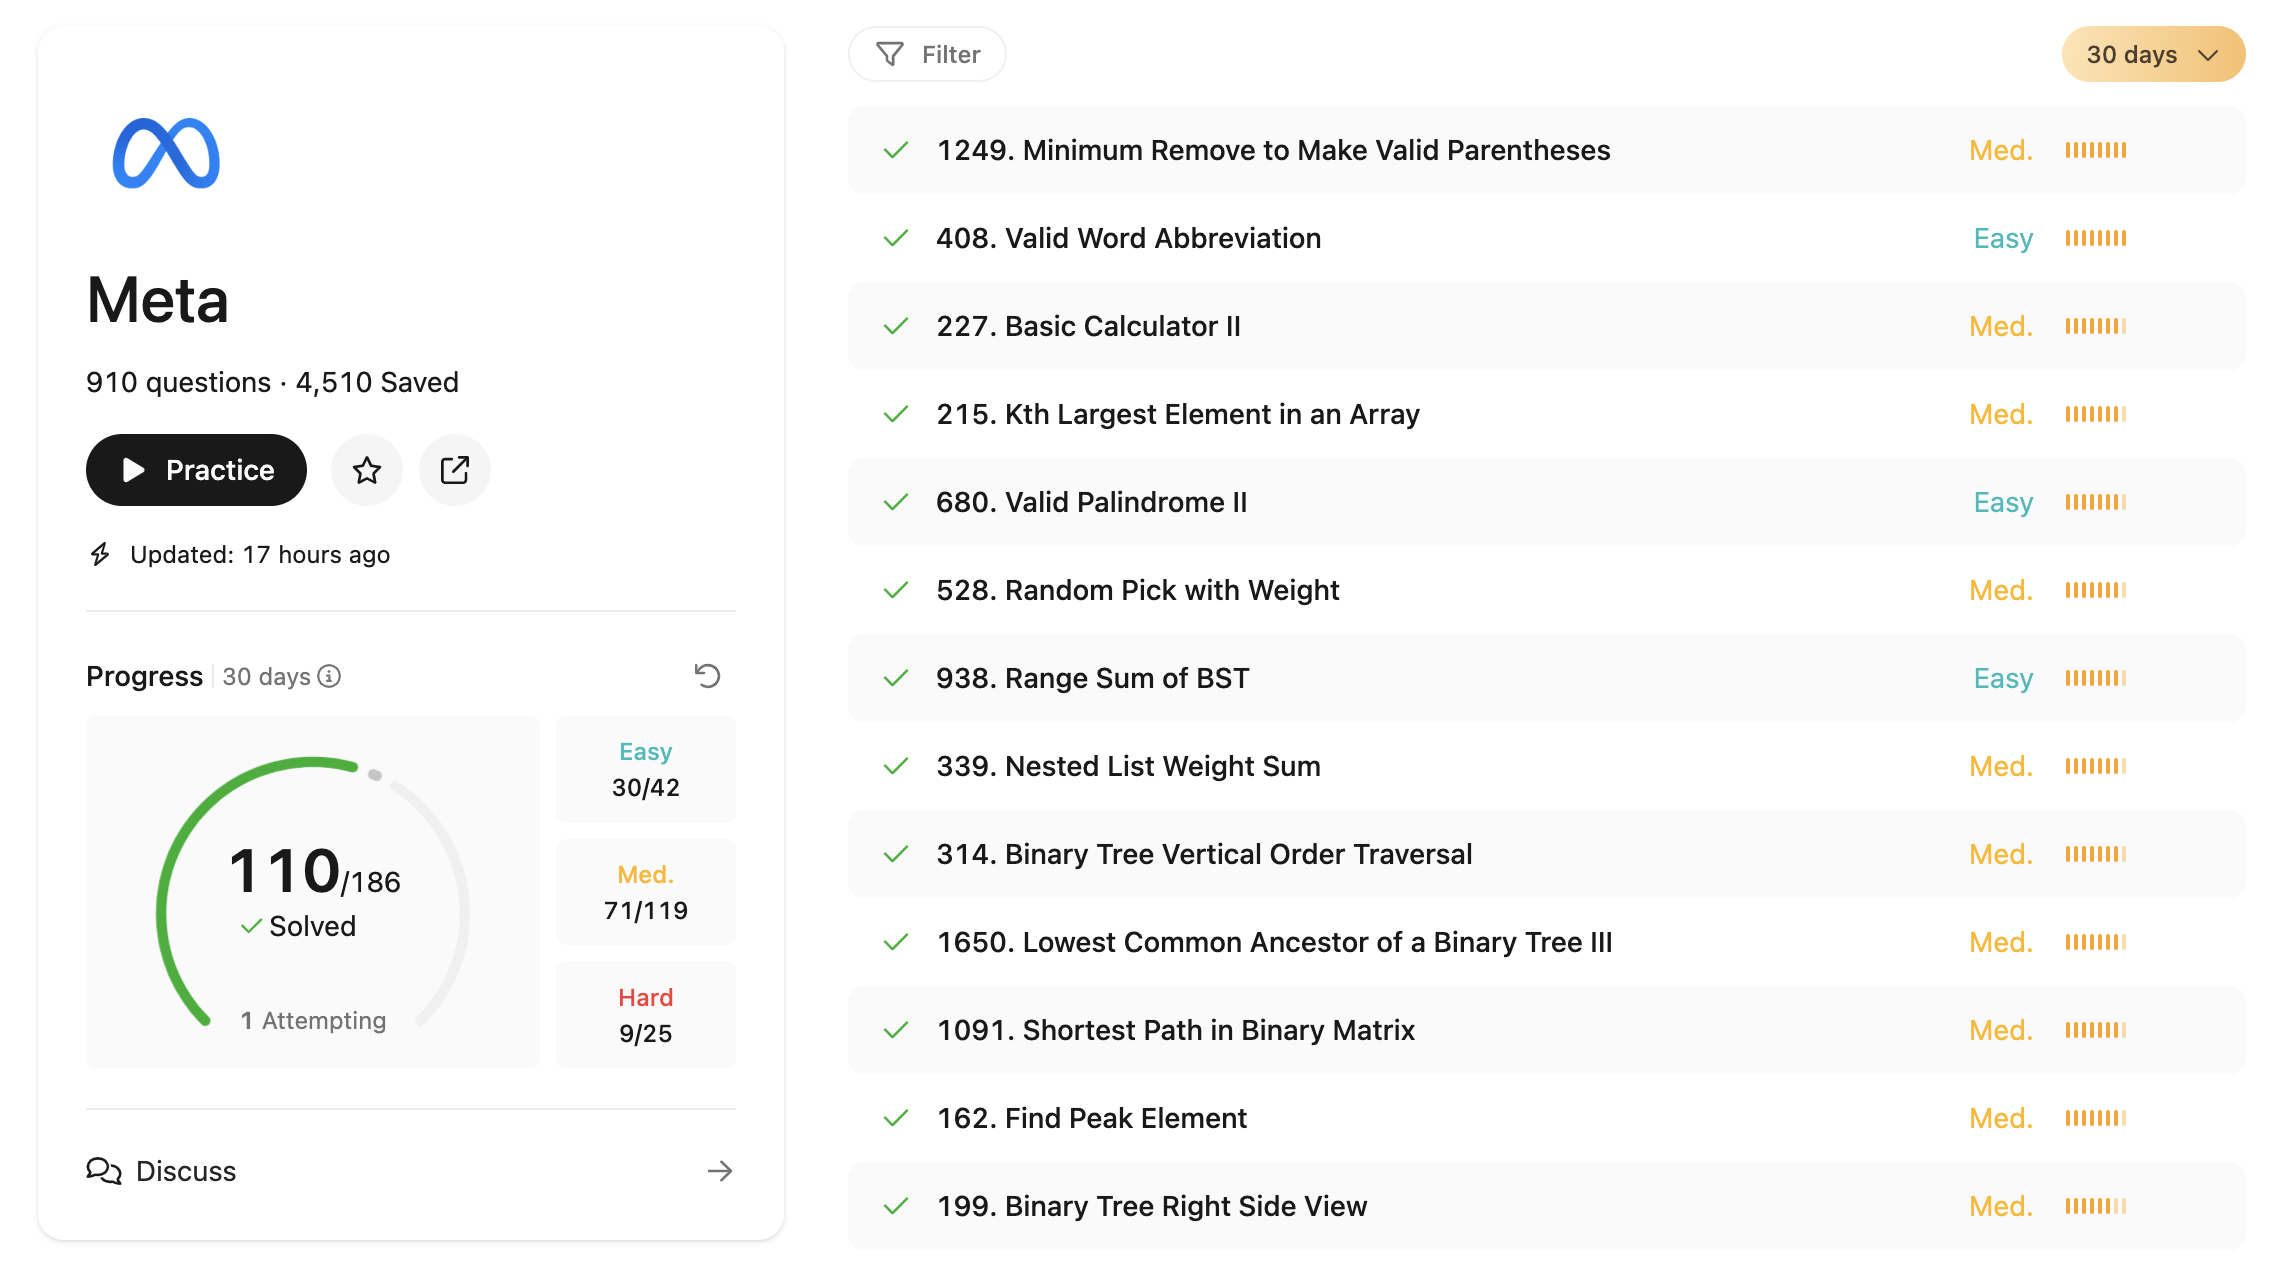 Meta
910 questions · 4,510 Saved
Practice
Updated: 17 hours ago
Progress
30 days
110/186
Solved
1 Attempting
Easy
30/42
Med.
71/119
Hard
9/25
Discuss
Filter
30 days
1249. Minimum Remove to Make Valid Parentheses Med.
408. Valid Word Abbreviation Easy
227. Basic Calculator II Med.
215. Kth Largest Element in an Array Med.
680. Valid Palindrome II Easy
528. Random Pick with Weight Med.
938. Range Sum of BST Easy
339. Nested List Weight Sum Med.
314. Binary Tree Vertical Order Traversal Med.
1650. Lowest Common Ancestor of a Binary Tree III Med.
1091. Shortest Path in Binary Matrix Med.
162. Find Peak Element Med.
199. Binary Tree Right Side View Med.